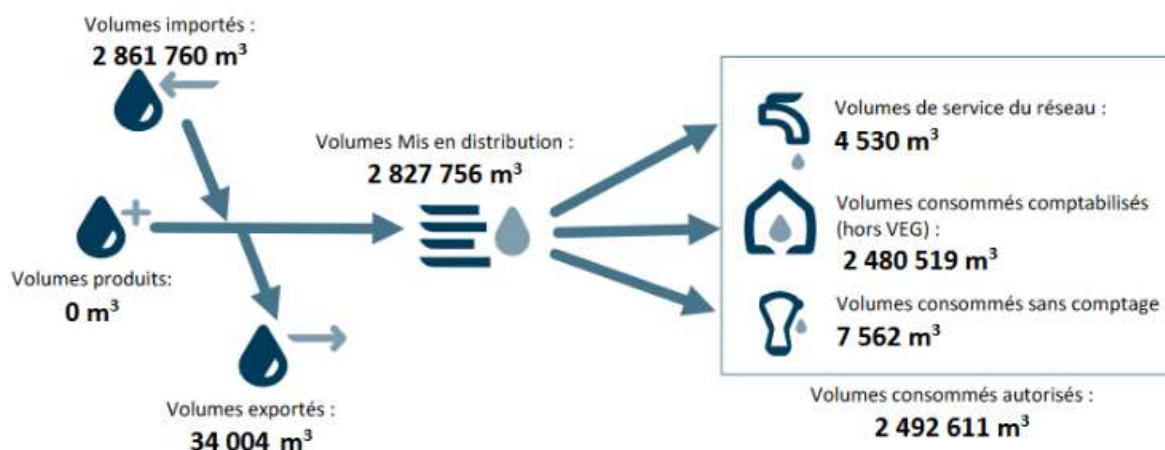 Volumes importés :
2 861 760 m³
Volumes produits:
0 m³
Volumes exportés :
34 004 m³
Volumes Mis en distribution :
2 827 756 m³
Volumes de service du réseau :
4 530 m³
Volumes consommés comptabilisés
(hors VEG) :
2 480 519 m³
Volumes consommés sans comptage
7 562 m³
Volumes consommés autorisés :
2 492 611 m³